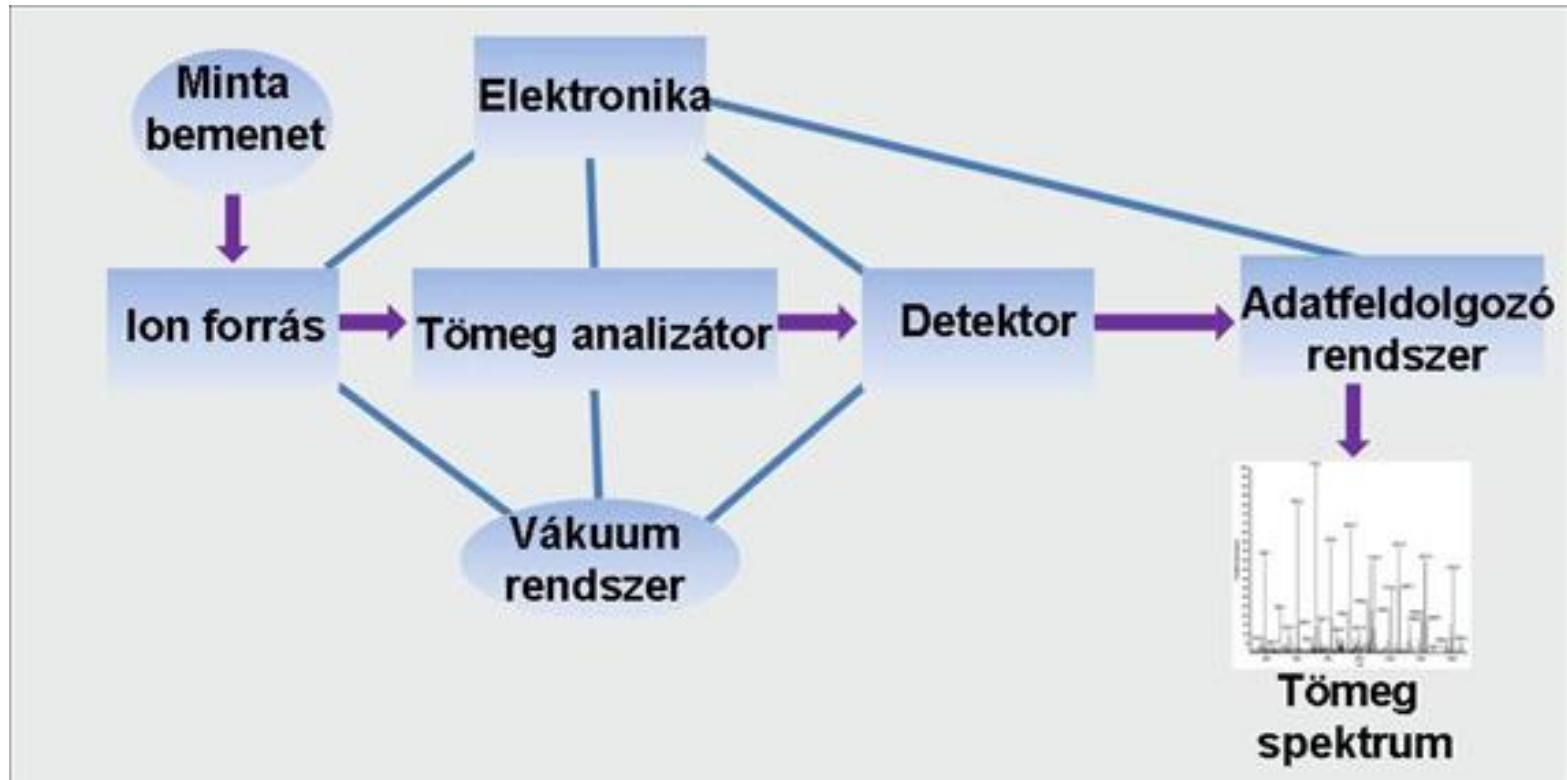 Minta
bemenet
Elektronika
Ion forrás
Tömeg analizátor
Detektor
Adatfeldolgozó
rendszer
Vákuum
rendszer
Tömeg
spektrum